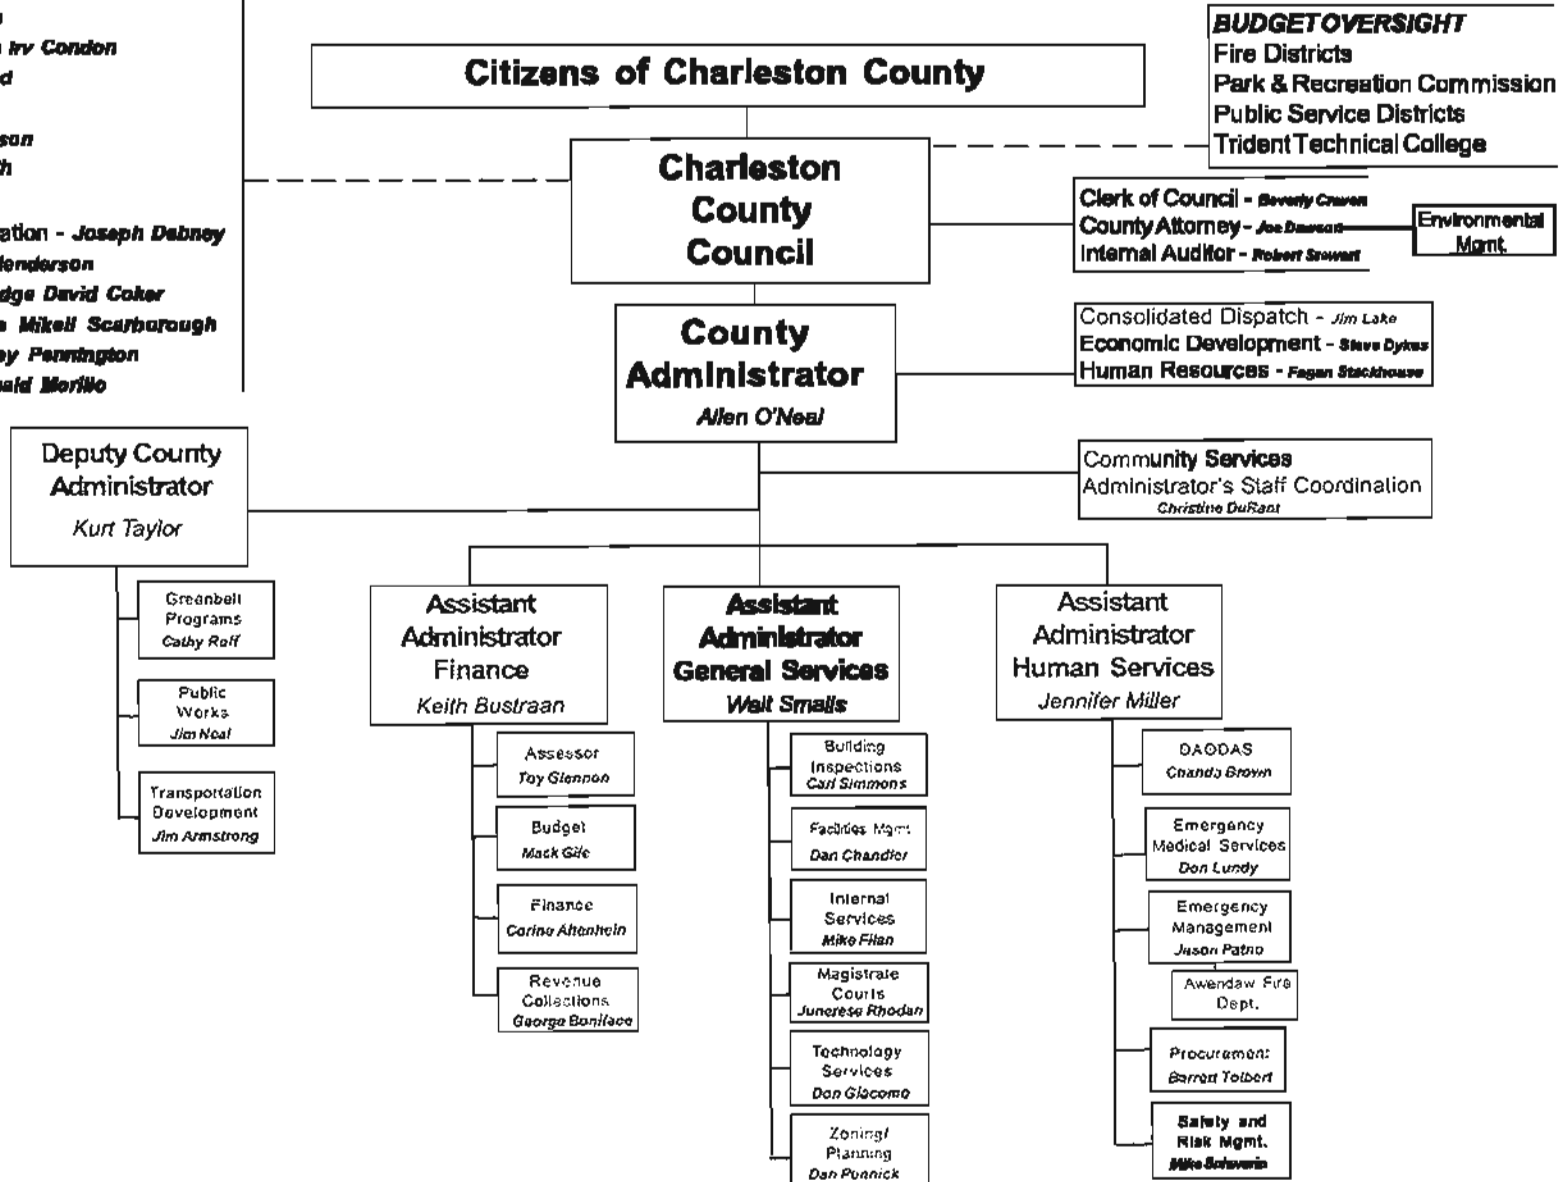 Irv Condon
Citizens of Charleston County
BUDGET OVERSIGHT
Fire Districts
Park & Recreation Commission
Public Service Districts
Trident Technical College
Charleston
County
Council
Clerk of Council - Beverly Craven
County Attorney - Joe Dawson
Internal Auditor - Robert Stewart
Environmental
Mgmt.
ation - Joseph Dabney
Henderson
dge David Coker
Mikell Scarborough
ey Pennington
nald Morillo
County
Administrator
Allen O'Neal
Consolidated Dispatch - Jim Lake
Economic Development - Steve Dykes
Human Resources - Fagan Stackhouse
Community Services
Administrator's Staff Coordination
Christine DuRant
Deputy County
Administrator
Kurt Taylor
Greenbelt
Programs
Cathy Ruff
Public
Works
Jim Neal
Transportation
Development
Jim Armstrong
Assistant
Administrator
Finance
Keith Bustraan
Assessor
Toy Glennon
Budget
Mack Gile
Finance
Corine Altenhein
Revenue
Collections
George Boniface
Assistant
Administrator
General Services
Walt Smalls
Building
Inspections
Carl Simmons
Facilities Mgmt.
Dan Chandler
Internal
Services
Mike Filan
Magistrate
Courts
Junerese Rhodan
Technology
Services
Dan Giacomo
Zoning/
Planning
Dan Pennick
Assistant
Administrator
Human Services
Jennifer Miller
DAODAS
Chanda Brown
Emergency
Medical Services
Don Lundy
Emergency
Management
Jason Patno
Awendaw Fire
Dept.
Procurement
Barrett Tolbert
Safety and
Risk Mgmt.
Mike